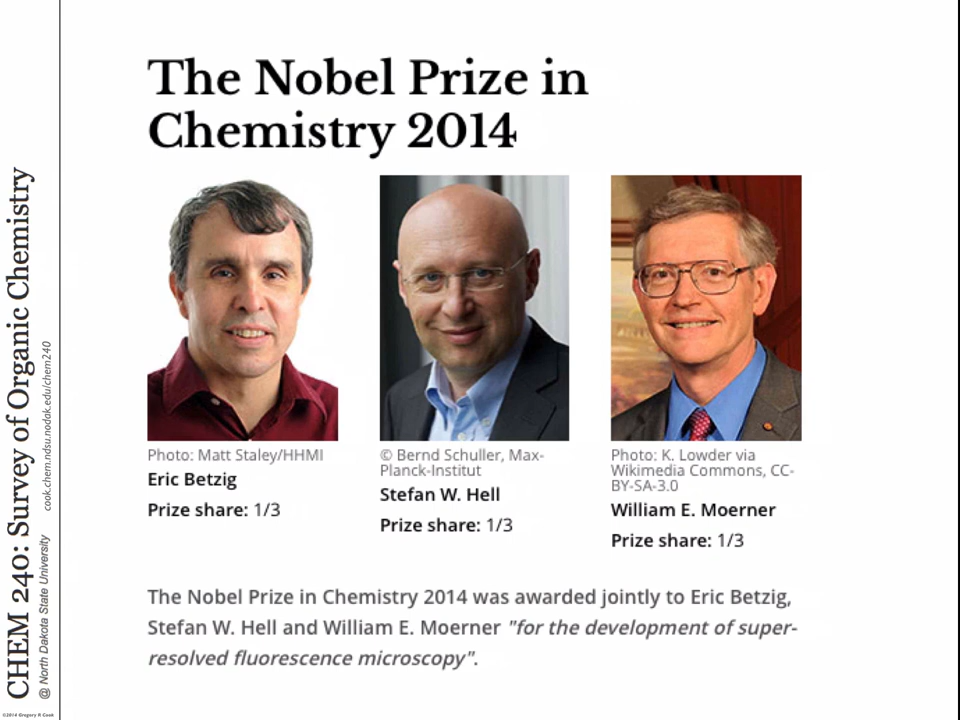 The Nobel Prize in
Chemistry 2014
Photo: Matt Staley/HHMI
Eric Betzig
Prize share: 1/3
© Bernd Schuller, Max-
Planck-Institut
Stefan W. Hell
Prize share: 1/3
Photo: K. Lowder via
Wikimedia Commons, CC-
BY-SA-3.0
William E. Moerner
Prize share: 1/3
The Nobel Prize in Chemistry 2014 was awarded jointly to Eric Betzig,
Stefan W. Hell and William E. Moerner "for the development of super-
resolved fluorescence microscopy".
CHEM 240: Survey of Organic Chemistry
@ North Dakota State University cook.chem.ndsu.nodak.edu/chem240
©2014 Gregory R Cook